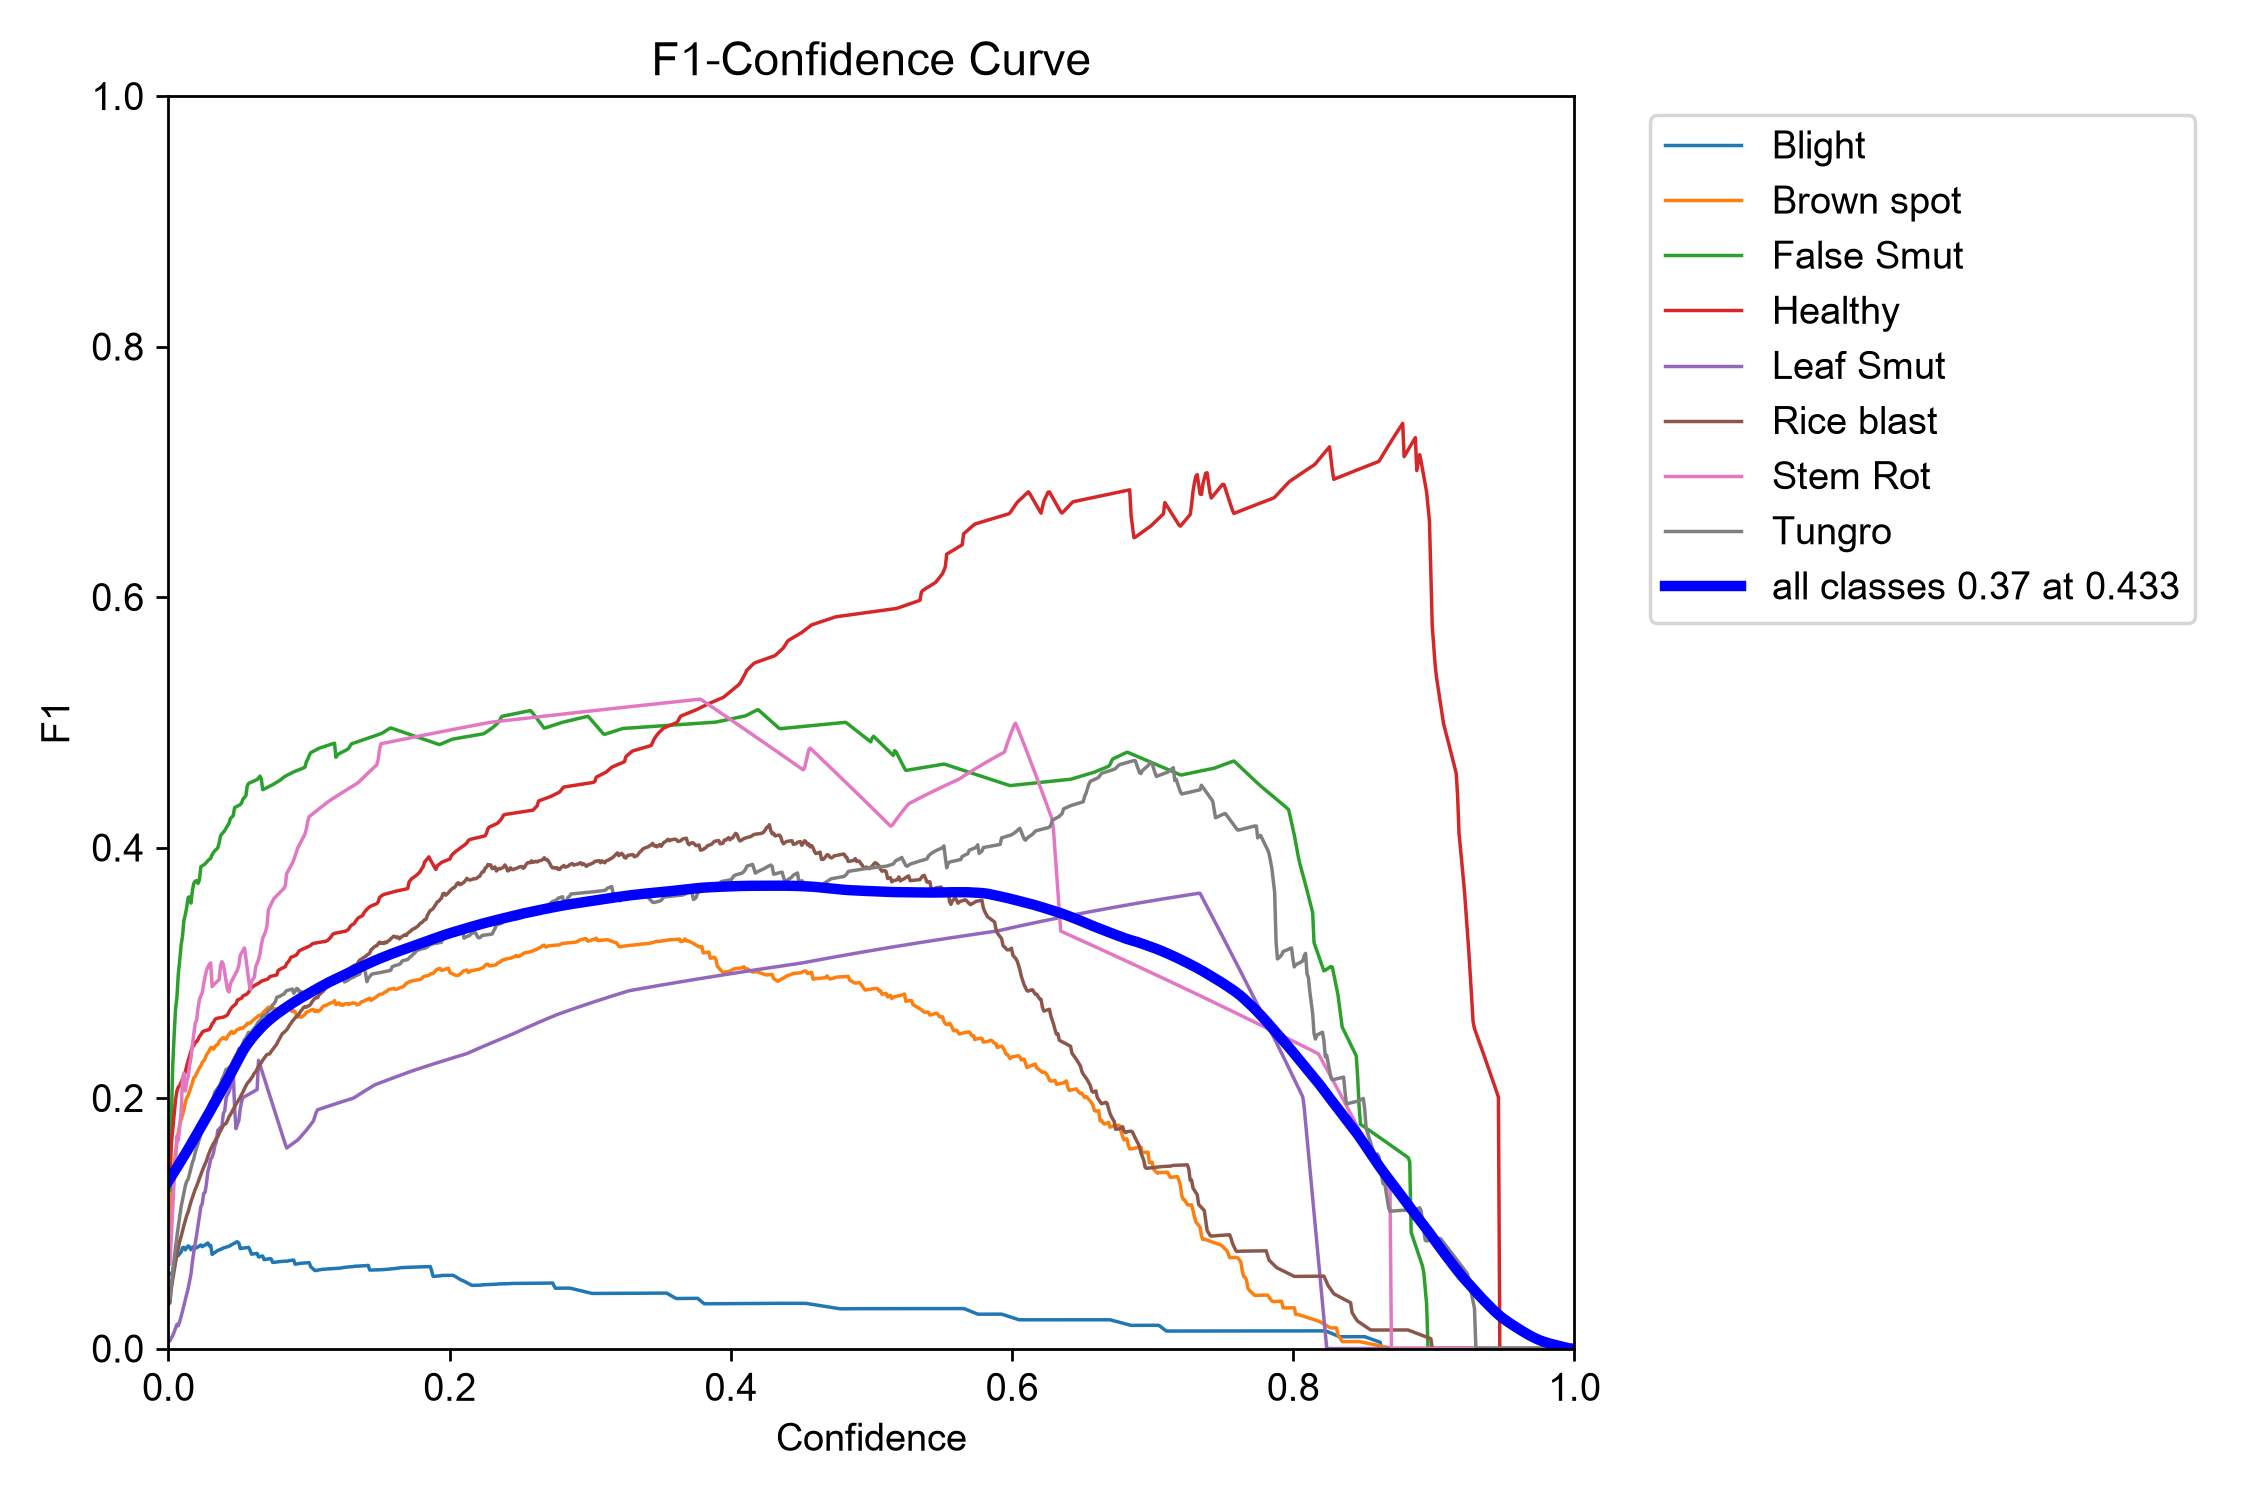 F1-Confidence Curve
1.0
0.8
0.6
0.4
0.2
0.0
F1
0.0 0.2 0.4 0.6 0.8 1.0
Confidence
Blight
Brown spot
False Smut
Healthy
Leaf Smut
Rice blast
Stem Rot
Tungro
all classes 0.37 at 0.433